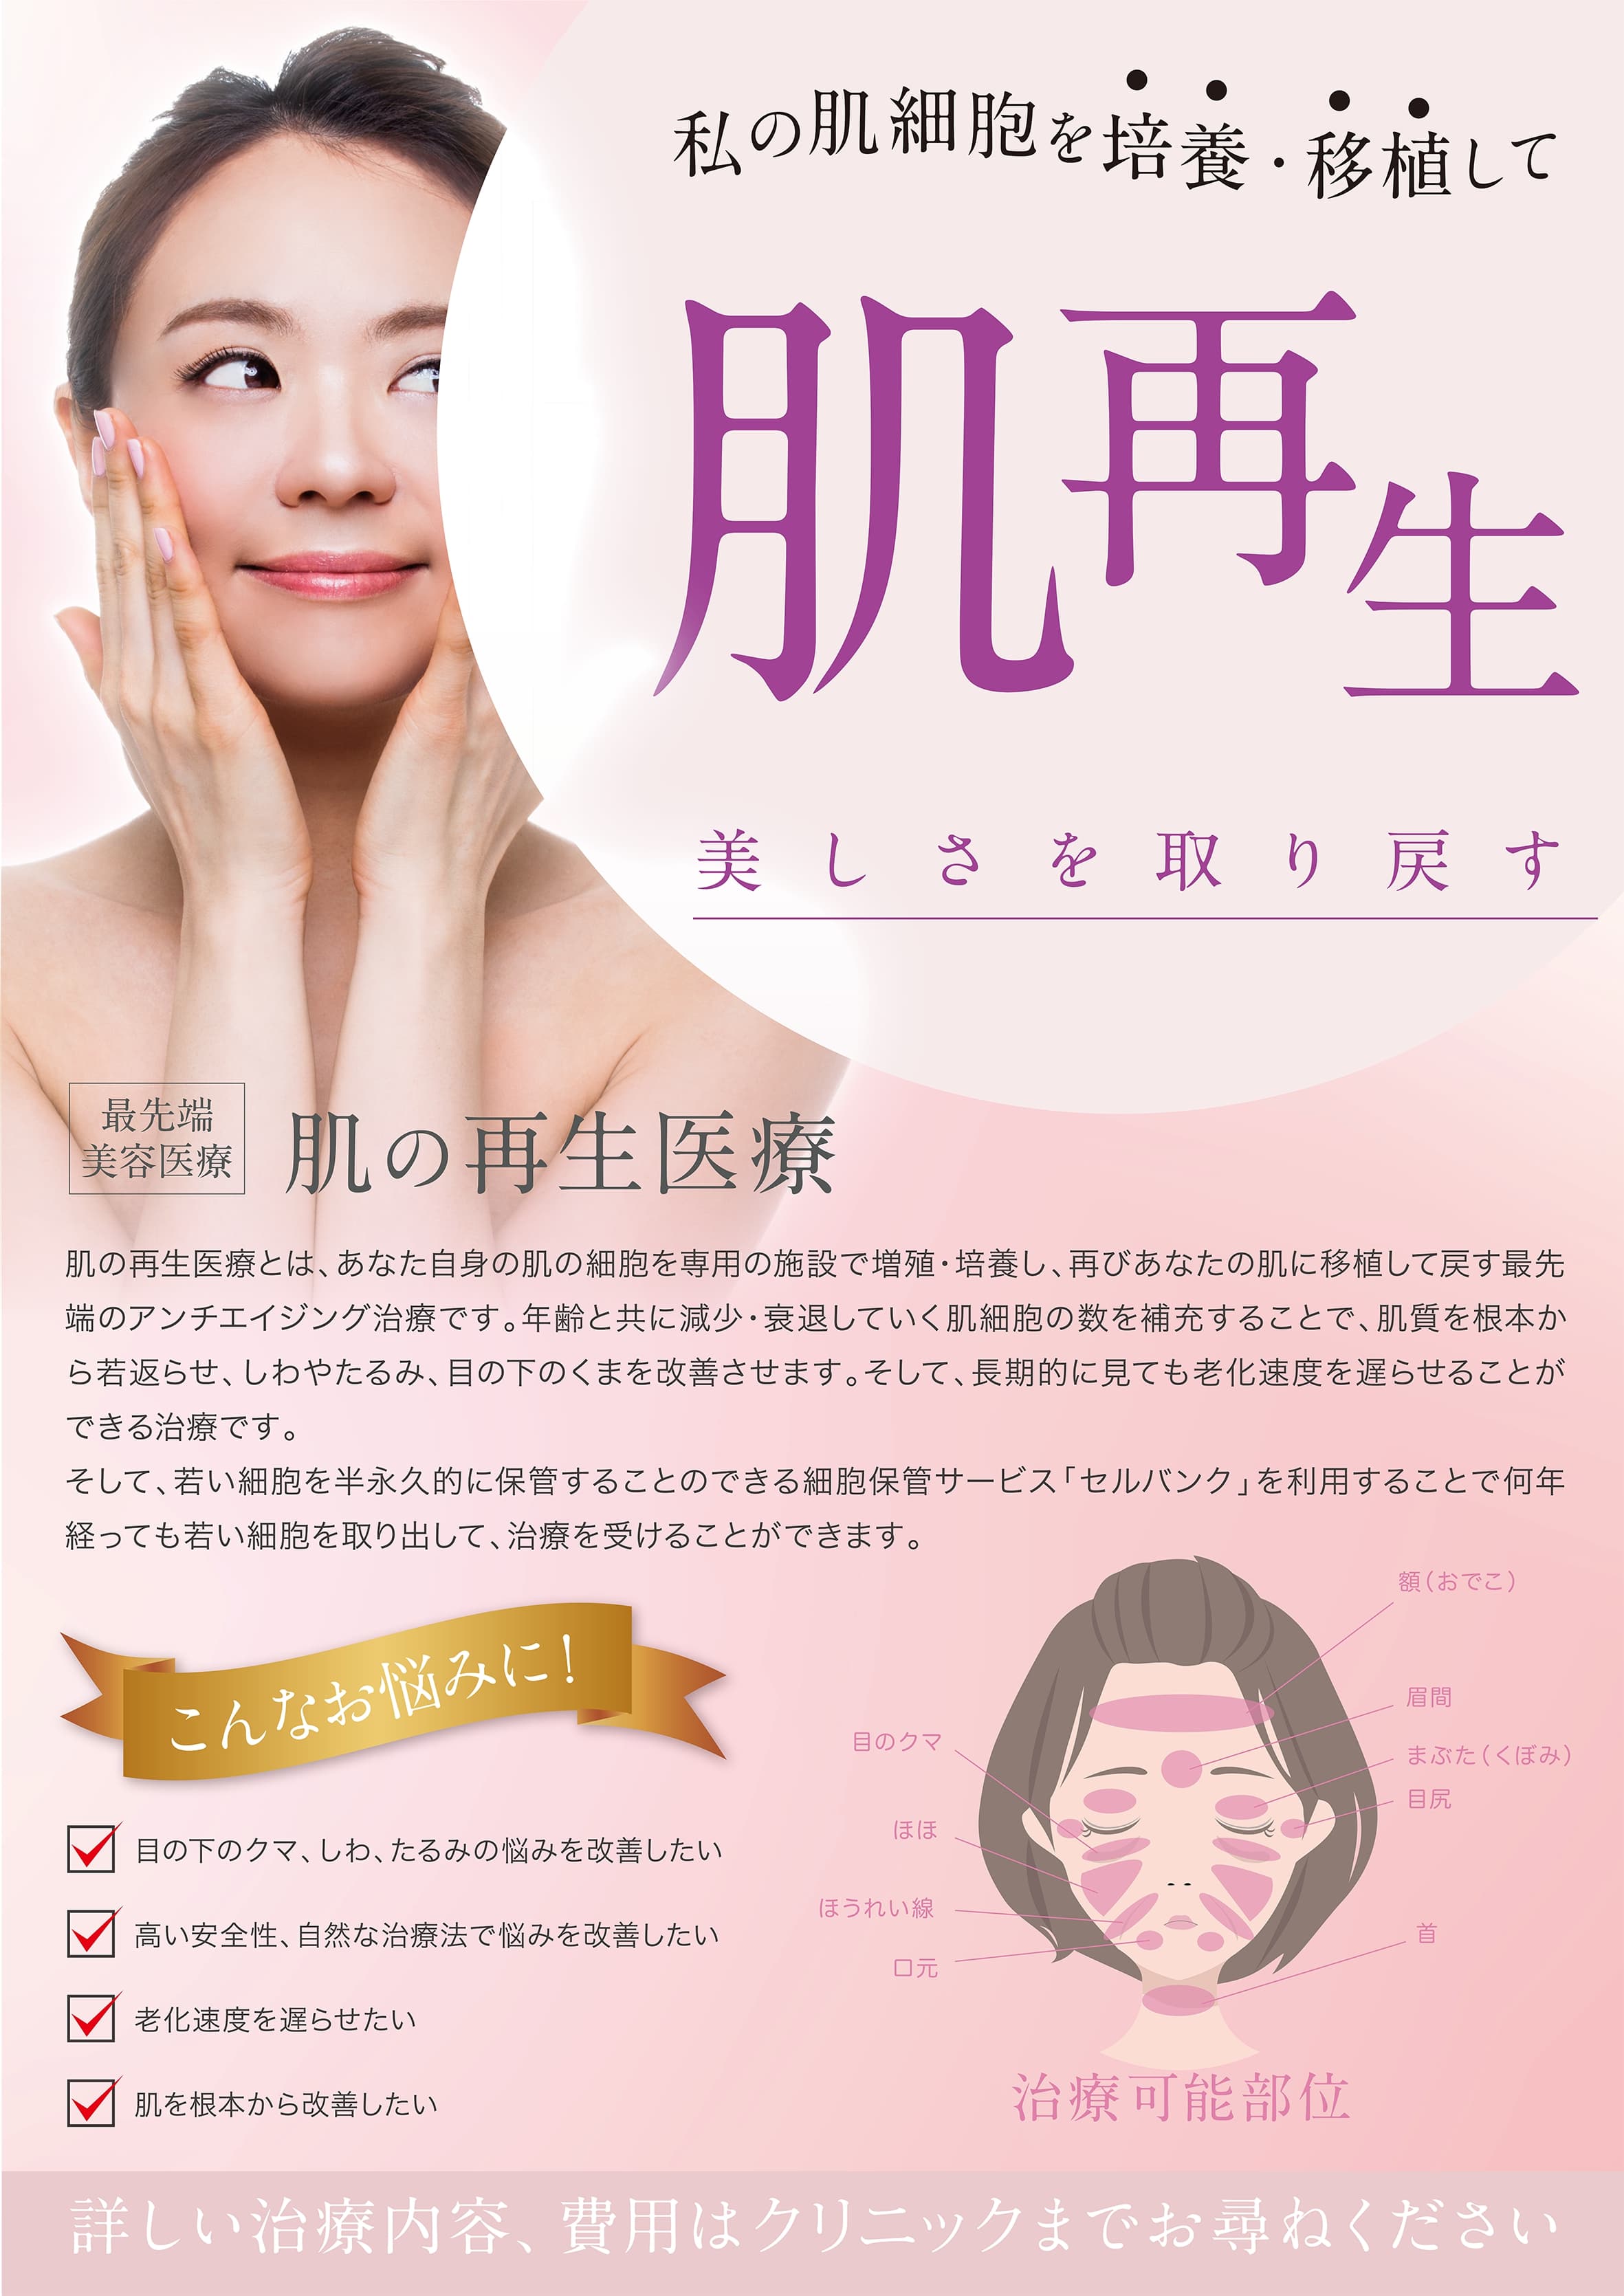 私の肌細胞を培養・移植して
肌再生
美しさを取り戻す
最先端
美容医療
肌の再生医療
肌の再生医療とは、あなた自身の肌の細胞を専用の施設で増殖・培養し、再びあなたの肌に移植して戻す最先
端のアンチエイジング治療です。年齢と共に減少・衰退していく肌細胞の数を補充することで、肌質を根本か
ら若返らせ、しわやたるみ、目の下のくまを改善させます。そして、長期的に見ても老化速度を遅らせることが
できる治療です。
そして、若い細胞を半永久的に保管することのできる細胞保管サービス「セルバンク」を利用することで何年
経っても若い細胞を取り出して、治療を受けることができます。
こんなお悩みに！
目の下のクマ、しわ、たるみの悩みを改善したい
高い安全性、自然な治療法で悩みを改善したい
老化速度を遅らせたい
肌を根本から改善したい
額（おでこ）
眉間
まぶた（くぼみ）
目尻
首
目のクマ
ほほ
ほうれい線
口元
治療可能部位
詳しい治療内容、費用はクリニックまでお尋ねください